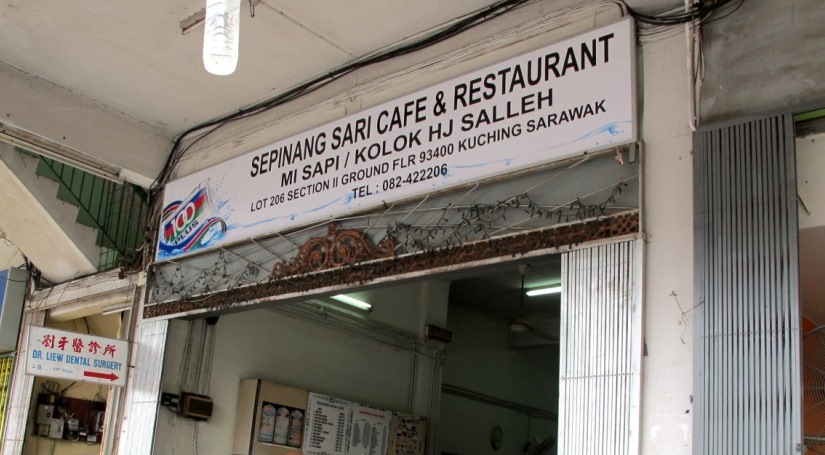 SEPINANG SARI CAFE & RESTAURANT
MI SAPI / KOLOK HJ SALLEH
LOT 206 SECTION II GROUND FLR 93400 KUCHING SARAWAK
TEL : 082-422206
100
PLUS
劉牙醫診所
DR. LIEW DENTAL SURGERY